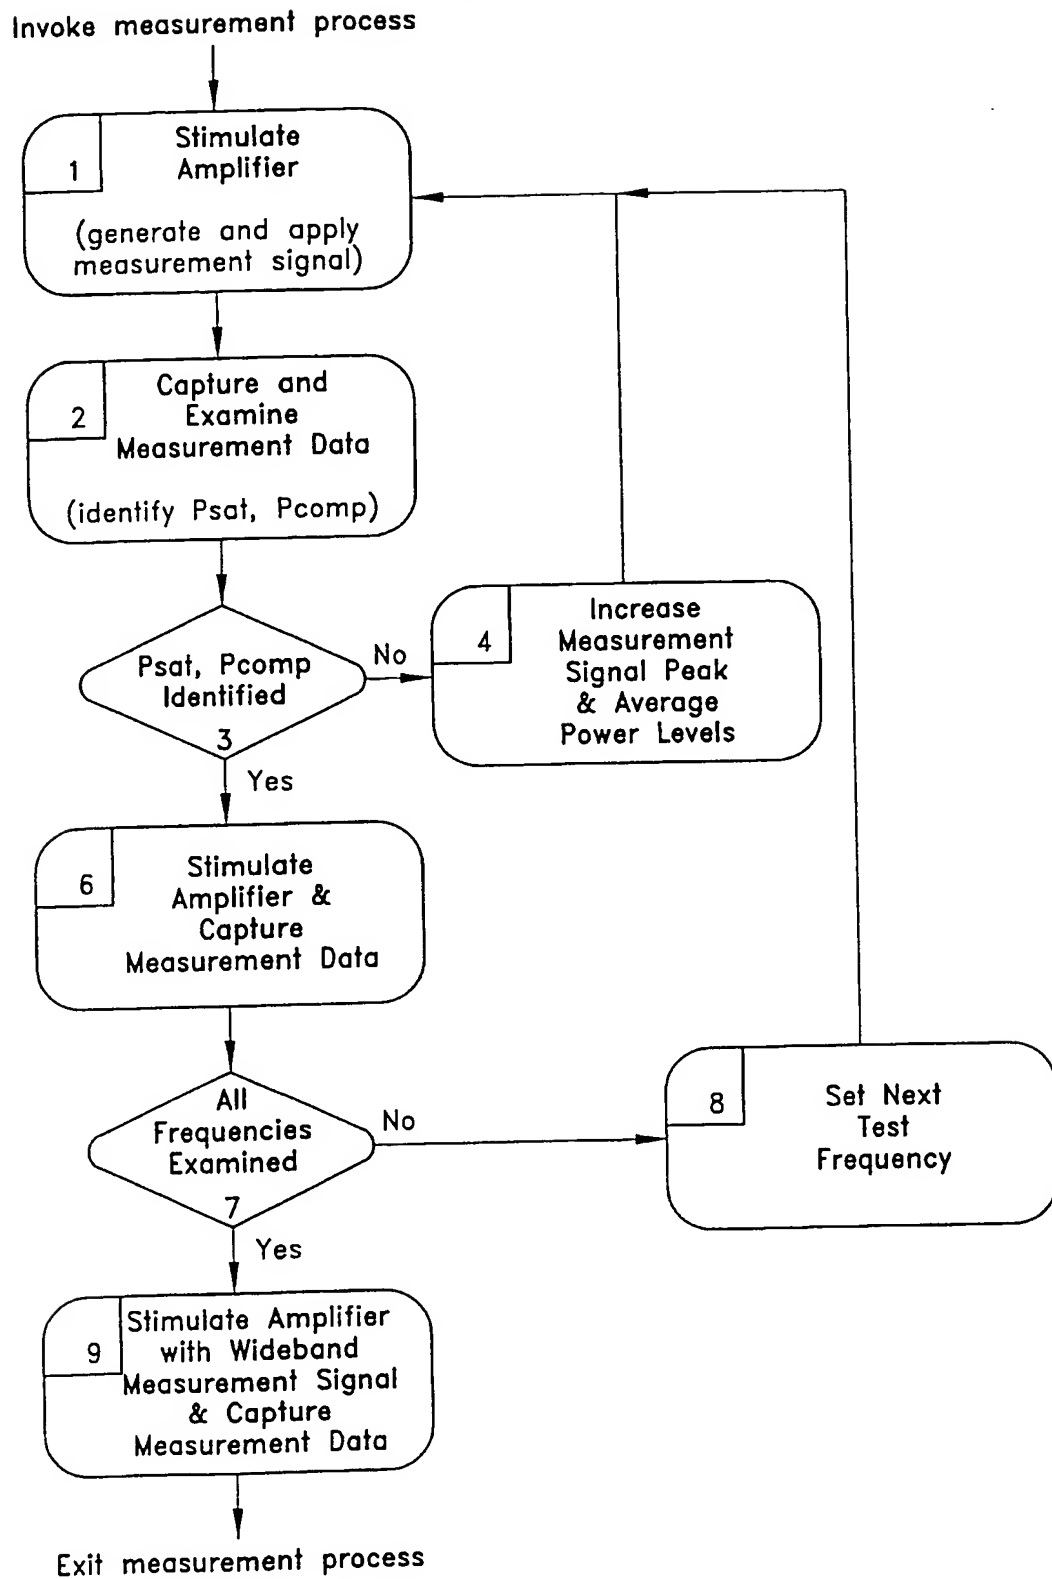 Invoke measurement process
1
Stimulate
Amplifier
(generate and apply
measurement signal)
2
Capture and
Examine
Measurement Data
(identify Psat, Pcomp)
Psat, Pcomp
Identified
3
No
Yes
4
Increase
Measurement
Signal Peak
& Average
Power Levels
6
Stimulate
Amplifier &
Capture
Measurement Data
All
Frequencies
Examined
7
No
Yes
8
Set Next
Test
Frequency
9
Stimulate Amplifier
with Wideband
Measurement Signal
& Capture
Measurement Data
Exit measurement process